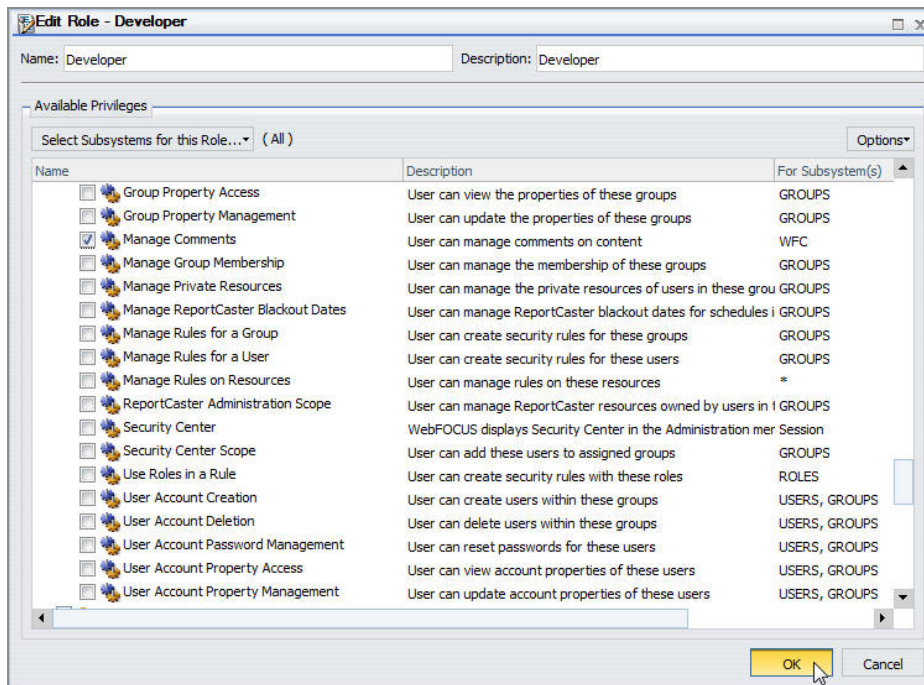 Edit Role - Developer
Name: Developer Description: Developer
Available Privileges
Select Subsystems for this Role... (All) Options
Name Description For Subsystem(s)
Group Property Access User can view the properties of these groups GROUPS
Group Property Management User can update the properties of these groups GROUPS
Manage Comments User can manage comments on content WFC
Manage Group Membership User can manage the membership of these groups GROUPS
Manage Private Resources User can manage the private resources of users in these grou GROUPS
Manage ReportCaster Blackout Dates User can manage ReportCaster blackout dates for schedules i GROUPS
Manage Rules for a Group User can create security rules for these groups GROUPS
Manage Rules for a User User can create security rules for these users GROUPS
Manage Rules on Resources User can manage rules on these resources *
ReportCaster Administration Scope User can manage ReportCaster resources owned by users in t GROUPS
Security Center WebFOCUS displays Security Center in the Administration mer Session
Security Center Scope User can add these users to assigned groups GROUPS
Use Roles in a Rule User can create security rules with these roles ROLES
User Account Creation User can create users within these groups USERS, GROUPS
User Account Deletion User can delete users within these groups USERS, GROUPS
User Account Password Management User can reset passwords for these users USERS, GROUPS
User Account Property Access User can view account properties of these users USERS, GROUPS
User Account Property Management User can update account properties of these users USERS, GROUPS
OK Cancel